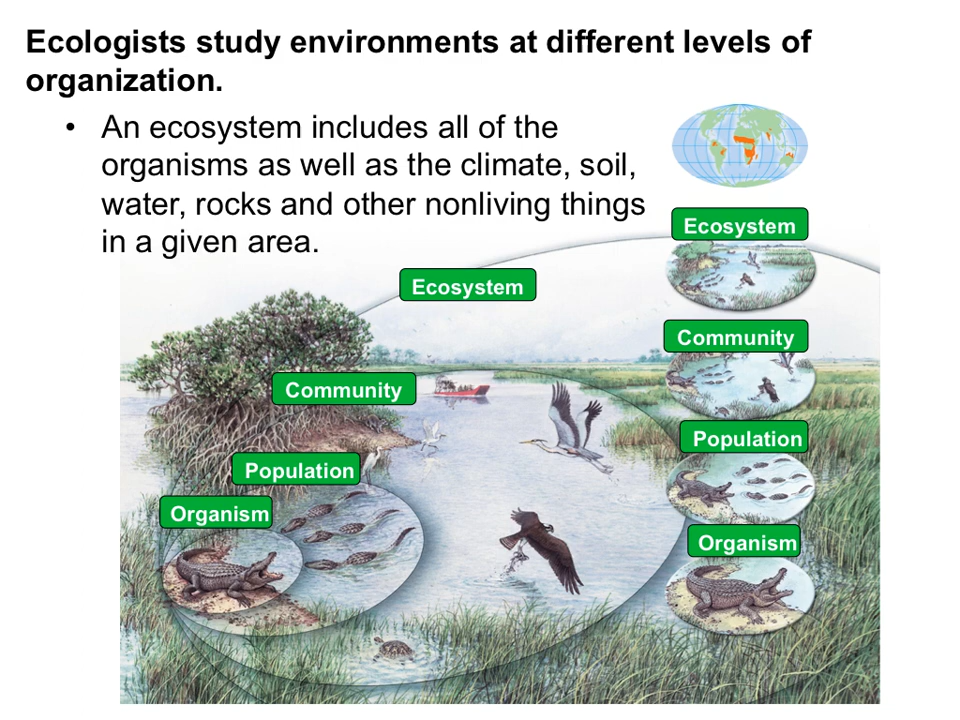 Ecologists study environments at different levels of
organization.
• An ecosystem includes all of the
organisms as well as the climate, soil,
water, rocks and other nonliving things
in a given area.
Ecosystem
Ecosystem
Community
Community
Population
Population
Organism
Organism